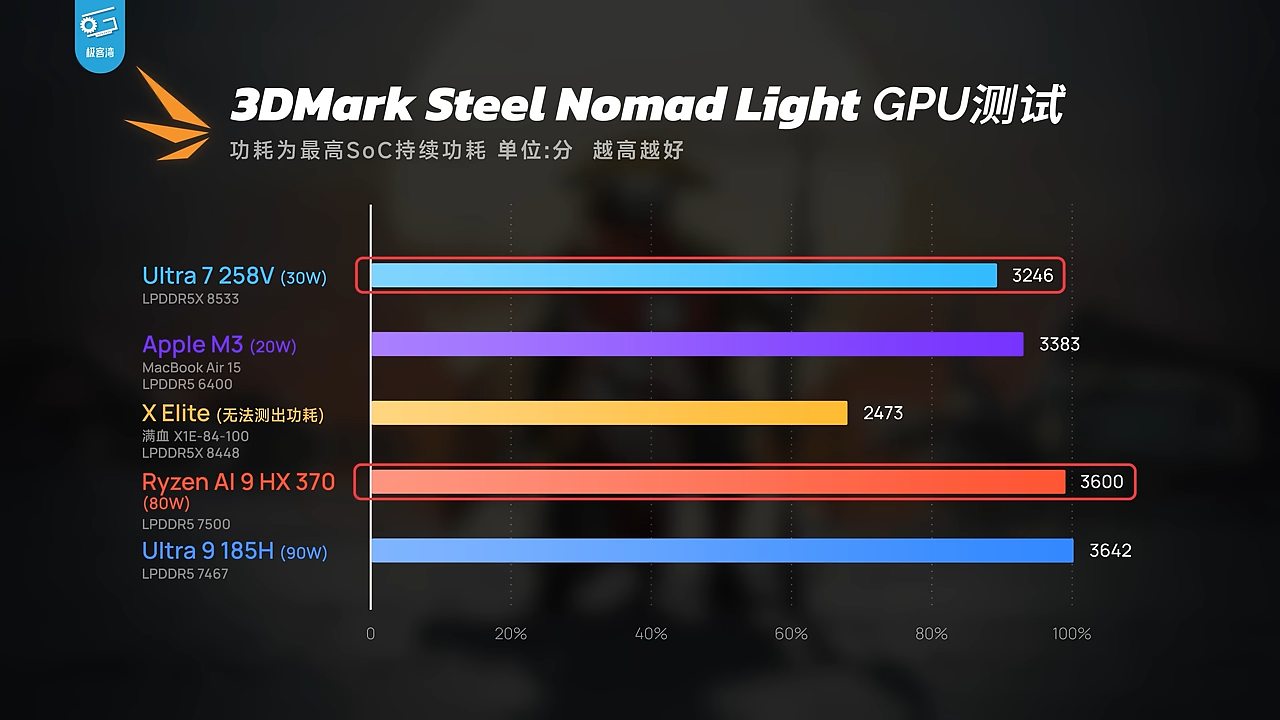 极客湾
3DMark Steel Nomad Light GPU测试
功耗为最高SoC持续功耗 单位:分 越高越好
Ultra 7 258V (30W)
LPDDR5X 8533
3246
Apple M3 (20W)
MacBook Air 15
LPDDR5 6400
3383
X Elite (无法测出功耗)
满血 X1E-84-100
LPDDR5X 8448
2473
Ryzen AI 9 HX 370
(80W)
LPDDR5 7500
3600
Ultra 9 185H (90W)
LPDDR5 7467
3642
0 20% 40% 60% 80% 100%